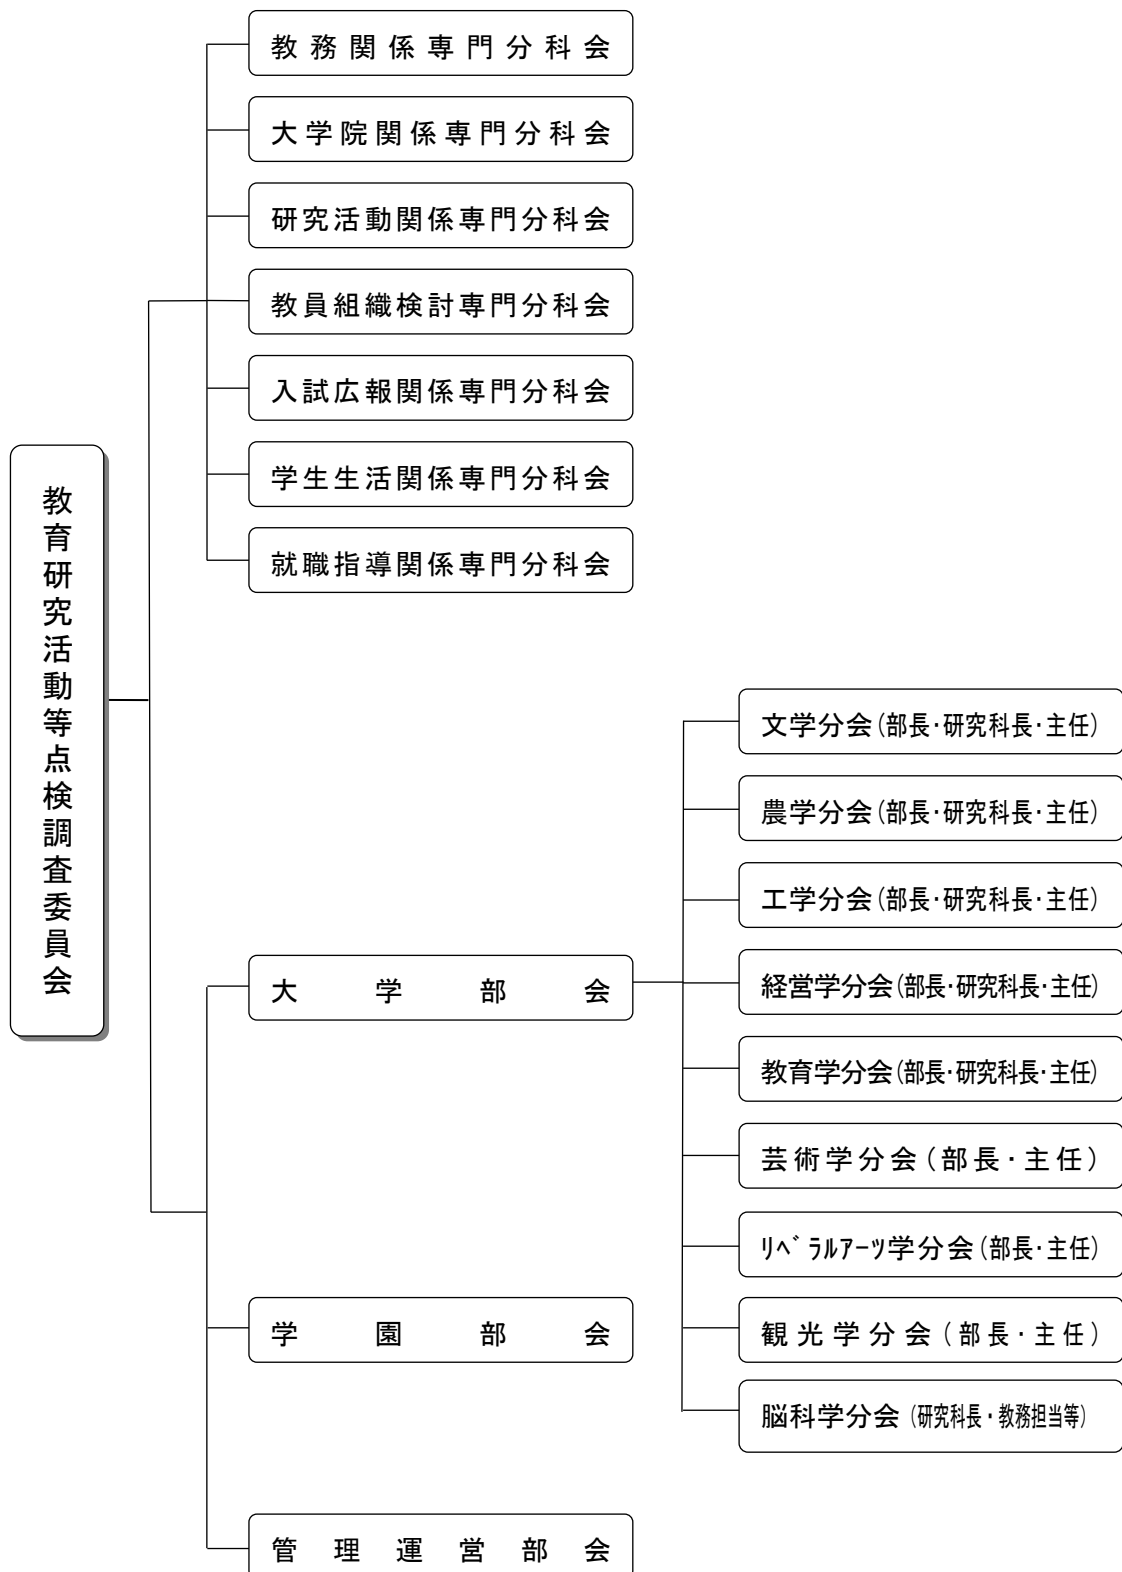 教務関係専門分科会
大学院関係専門分科会
研究活動関係専門分科会
教員組織検討専門分科会
入試広報関係専門分科会
学生生活関係専門分科会
就職指導関係専門分科会
教育研究活動等点検調査委員会
文学分会(部長・研究科長・主任)
農学分会(部長・研究科長・主任)
工学分会(部長・研究科長・主任)
大学部会
経営学分会(部長・研究科長・主任)
教育学分会(部長・研究科長・主任)
芸術学分会(部長・主任)
ﾘﾍﾞﾗﾙｱｰﾂ学分会(部長・主任)
学園部会
観光学分会(部長・主任)
脳科学分会(研究科長・教務担当等)
管理運営部会